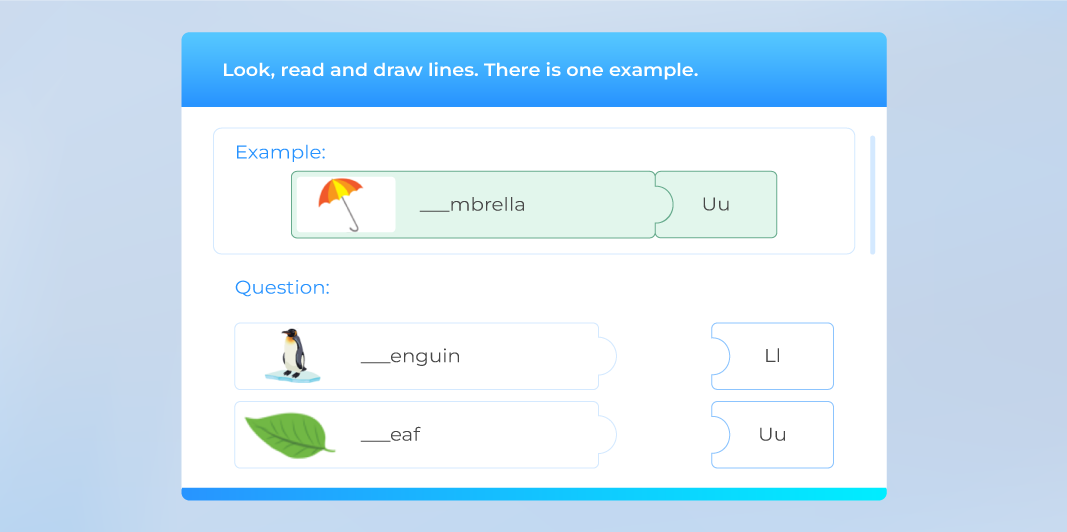 Look, read and draw lines. There is one example.
Example:
___mbrella Uu
Question:
___enguin Ll
___eaf Uu